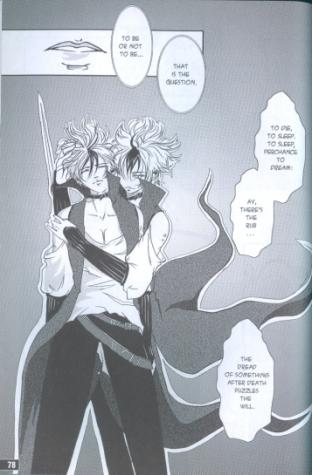 TO BE
OR NOT
TO BE...
THAT
IS THE
QUESTION.
TO DIE,
TO SLEEP,
TO SLEEP,
PERCHANCE
TO
DREAM:
AY,
THERE'S
THE
RUB
...
THE
DREAD
OF SOMETHING
AFTER DEATH
PUZZLES
THE
WILL.
78